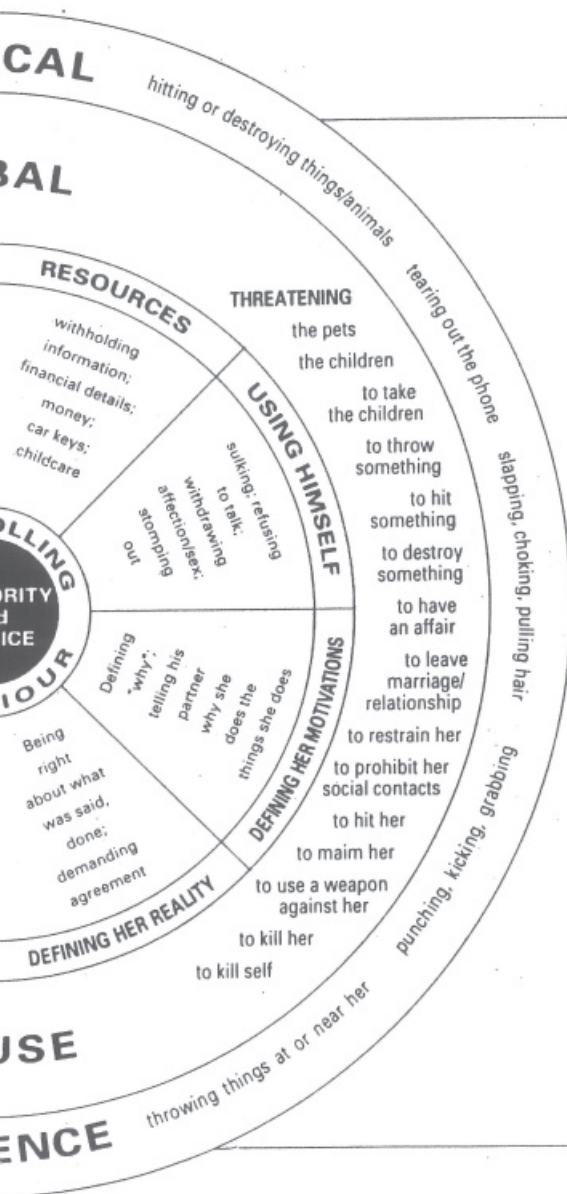 CAL
hitting or destroying things/animals
BAL
RESOURCES
withholding
information;
financial details;
money;
car keys;
childcare
THREATENING
the pets
the children
to take
the children
to throw
something
to hit
something
to destroy
something
to have
an affair
to leave
marriage/
relationship
to restrain her
to prohibit her
social contacts
to hit her
to maim her
to use a weapon
against her
to kill her
to kill self
tearing out the phone
slapping, choking, pulling hair
punching, kicking, grabbing
throwing things at or near her
USING HIMSELF
sulking; refusing
to talk;
withdrawing
affection/sex;
stomping
out
OLLING
ORITY
d
ICE
IOUR
Defining
"why";
telling his
partner
why she
does the
things she does
DEFINING HER MOTIVATIONS
Being
right
about what
was said,
done;
demanding
agreement
DEFINING HER REALITY
USE
ENCE